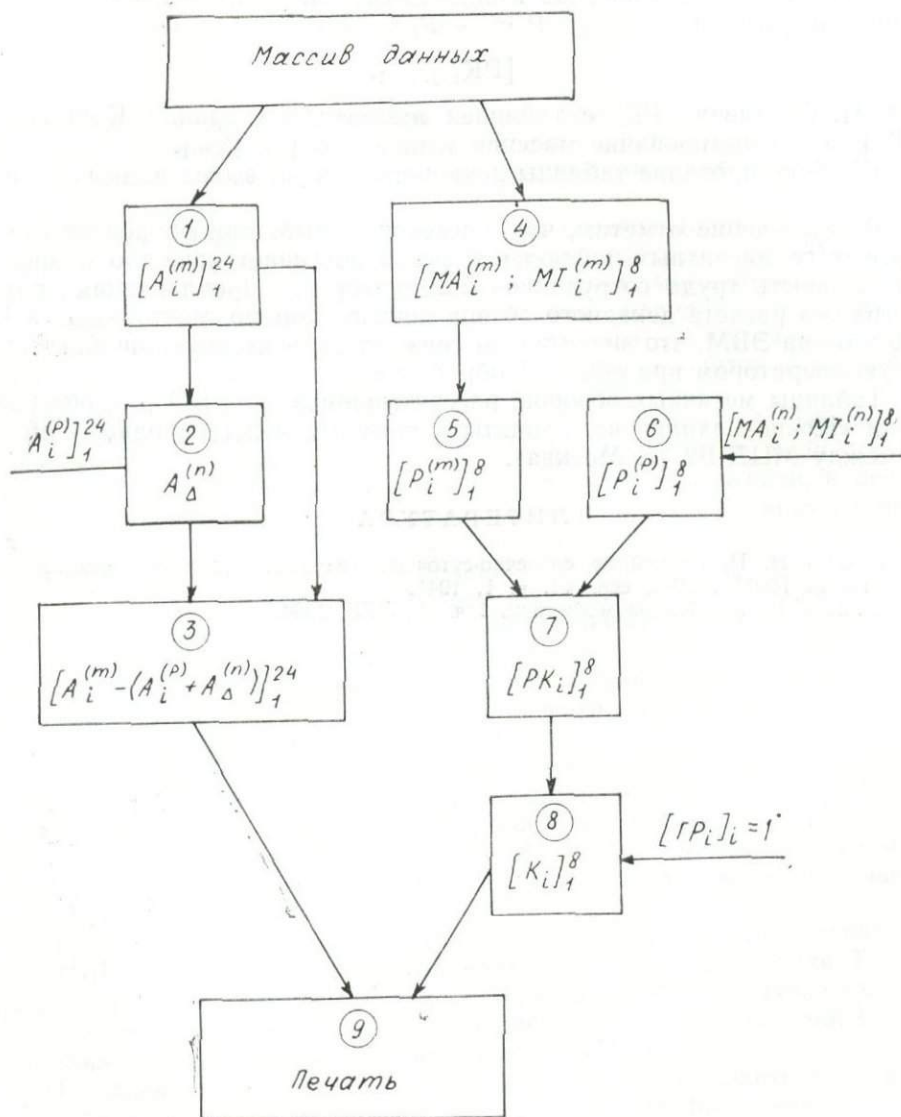 Массив данных
1
[A_i^(m)]_1^24
4
[MA_i^(m); MI_i^(m)]_1^8
A_i^(p)]_1^24
2
A_Δ^(n)
5
[P_i^(m)]_1^8
6
[P_i^(p)]_1^8
[MA_i^(n); MI_i^(n)]_1^8
3
[A_i^(m)-(A_i^(p)+A_Δ^(n))]_1^24
7
[PK_i]_1^8
8
[K_i]_1^8
[ГP_i]_i=1
9
Печать